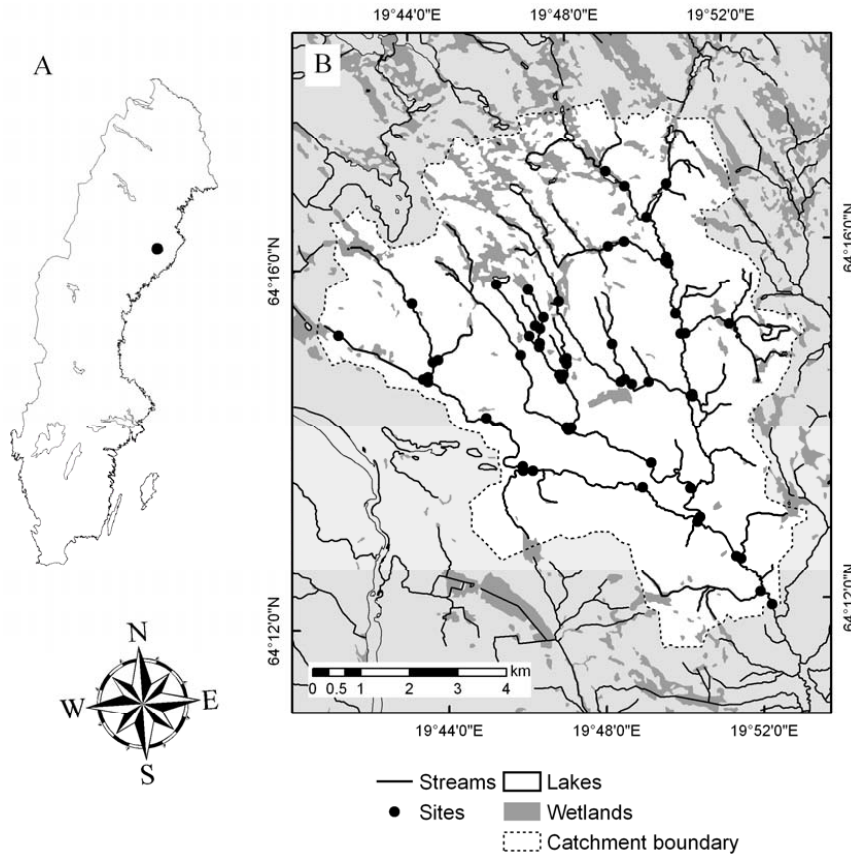 A
B
19°44'0"E 19°48'0"E 19°52'0"E
64°16'0"N
64°16'0"N
64°12'0"N
64°12'0"N
km
0 0.5 1 2 3 4
19°44'0"E 19°48'0"E 19°52'0"E
N
W E
S
Streams Lakes
Sites Wetlands
Catchment boundary